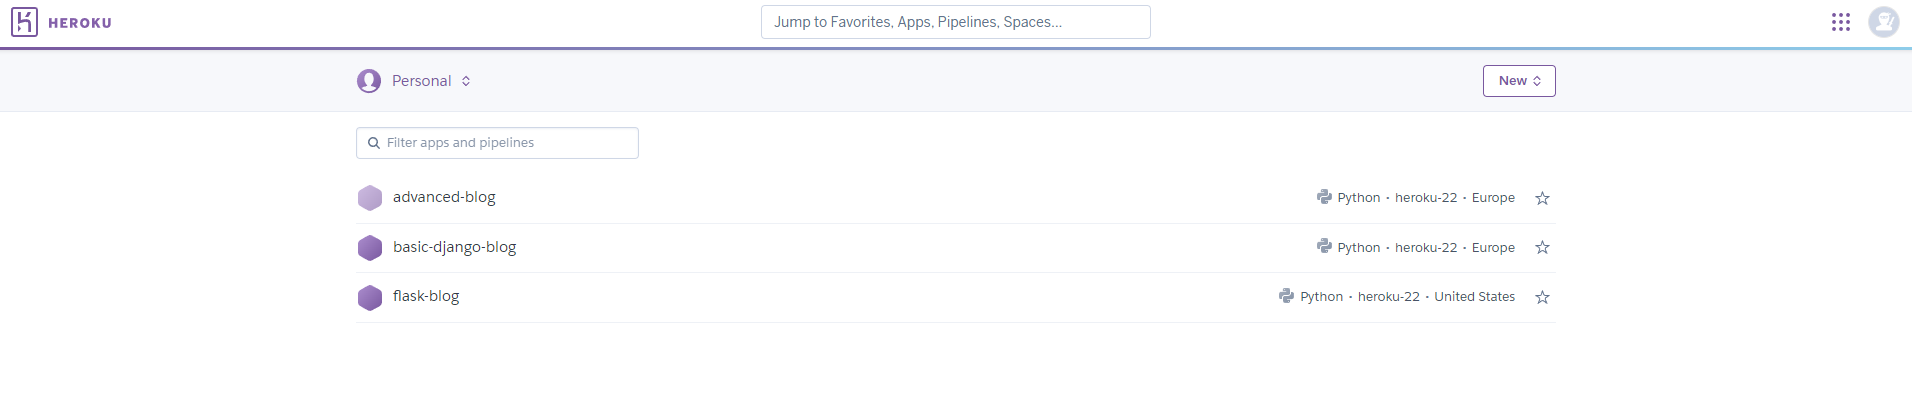 HEROKU
Jump to Favorites, Apps, Pipelines, Spaces...
Personal
New
Filter apps and pipelines
advanced-blog Python • heroku-22 • Europe
basic-django-blog Python • heroku-22 • Europe
flask-blog Python • heroku-22 • United States